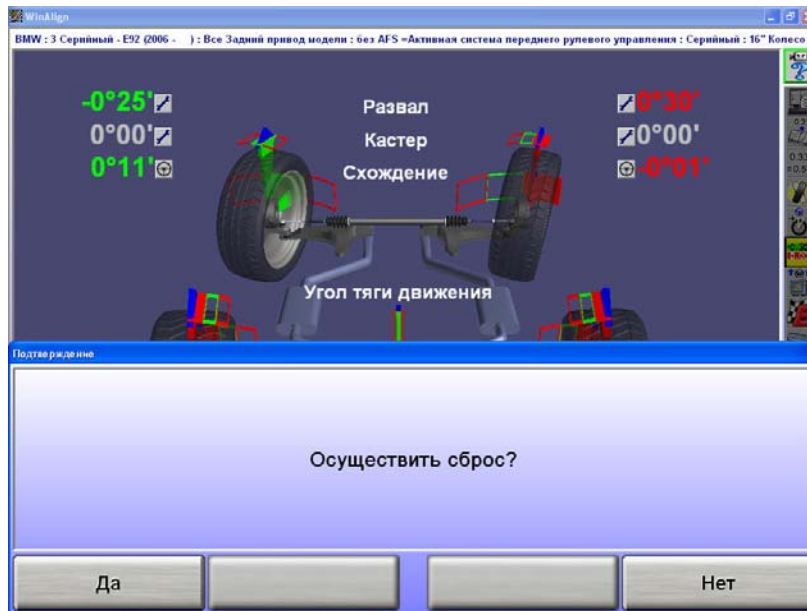 WinAlign
BMW : 3 Серийный - E92 (2006 - ) : Все Задний привод модели : без AFS =Активная система переднего рулевого управления : Серийный : 16" Колесо
-0°25' Развал 0°30'
0°00' Кастер 0°00'
0°11' Схождение -0°01'
Угол тяги движения
Подтверждение
Осуществить сброс?
Да Нет